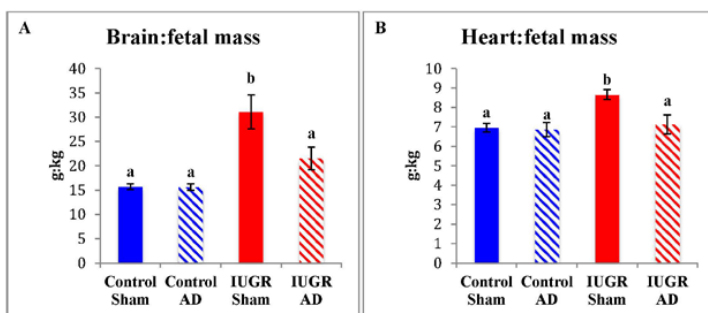 A
Brain:fetal mass
g:kg
40
35
30
25
20
15
10
5
0
a
a
b
a
Control Sham
Control AD
IUGR Sham
IUGR AD
B
Heart:fetal mass
g:kg
10
9
8
7
6
5
4
3
2
1
0
a
a
b
a
Control Sham
Control AD
IUGR Sham
IUGR AD